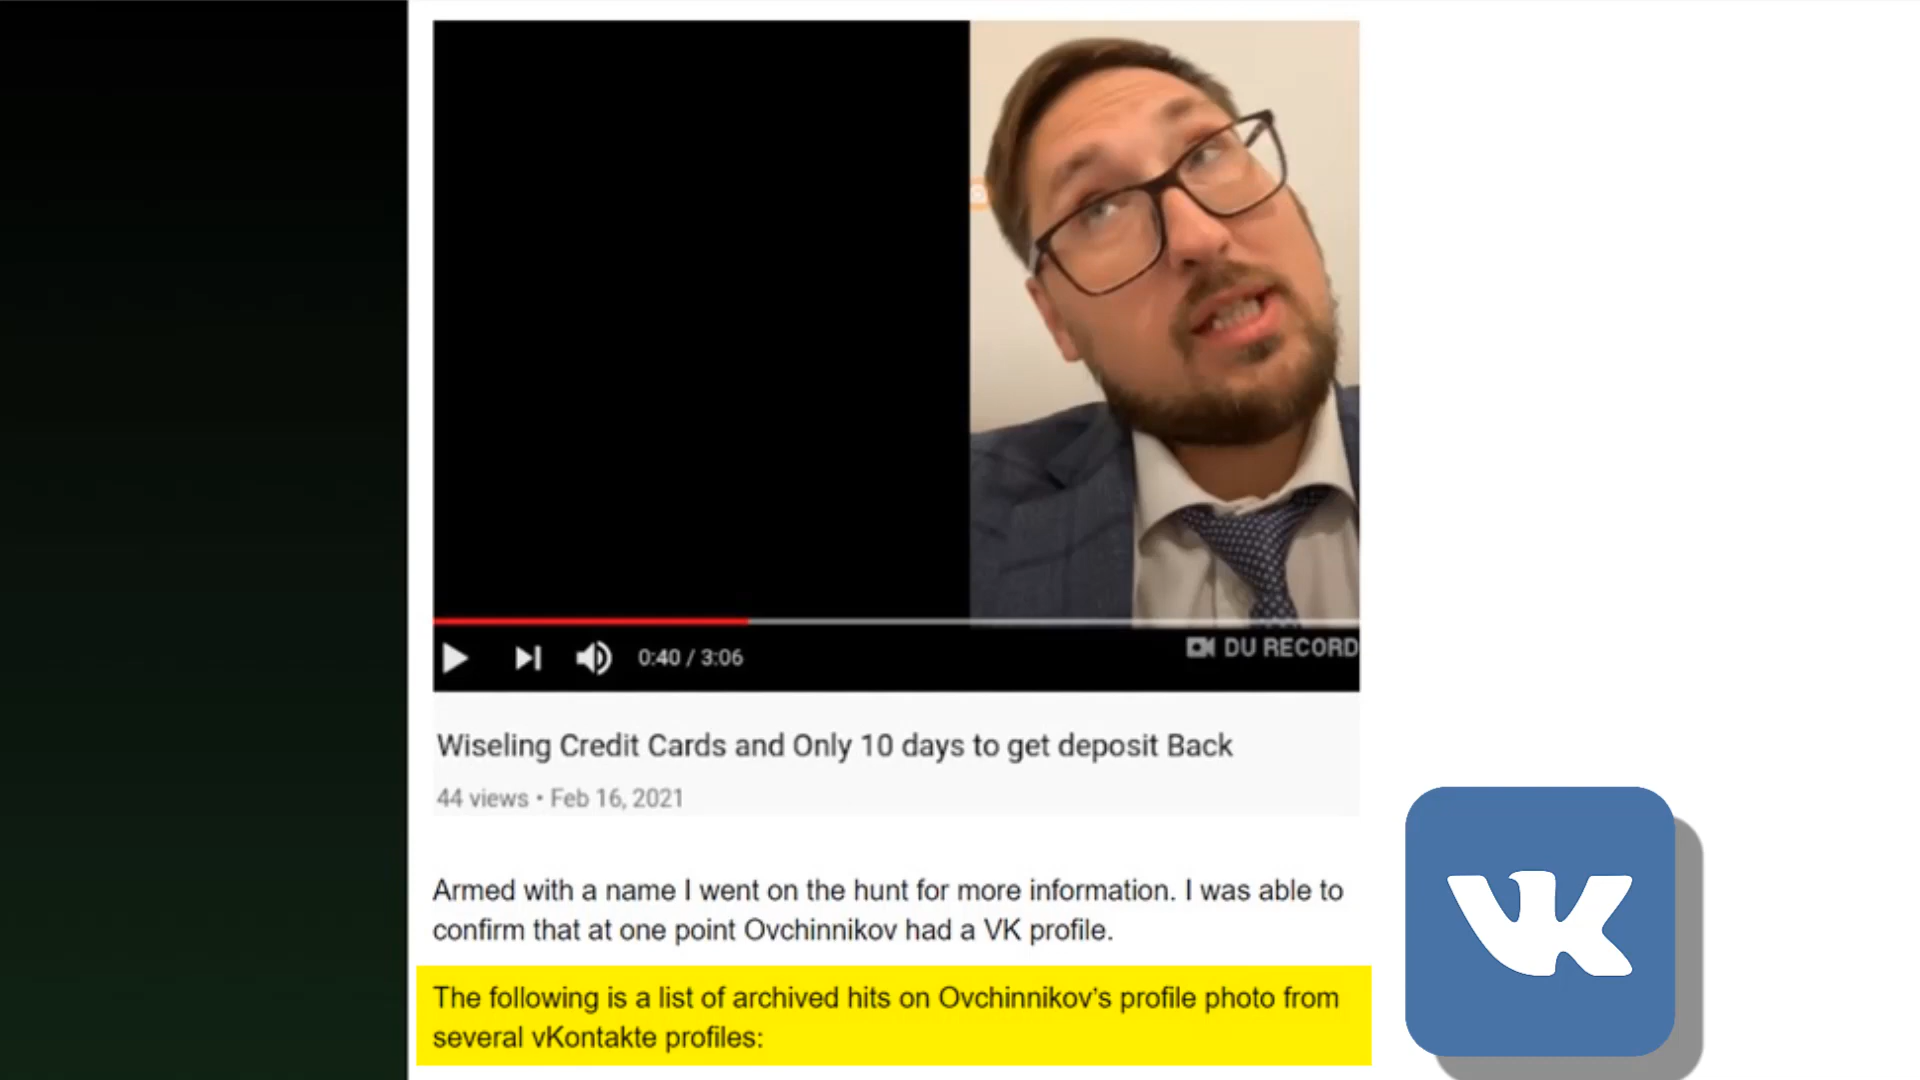 0:40 / 3:06
DU RECORD
Wiseling Credit Cards and Only 10 days to get deposit Back
44 views • Feb 16, 2021
Armed with a name I went on the hunt for more information. I was able to
confirm that at one point Ovchinnikov had a VK profile.
The following is a list of archived hits on Ovchinnikov’s profile photo from
several vKontakte profiles:
VK